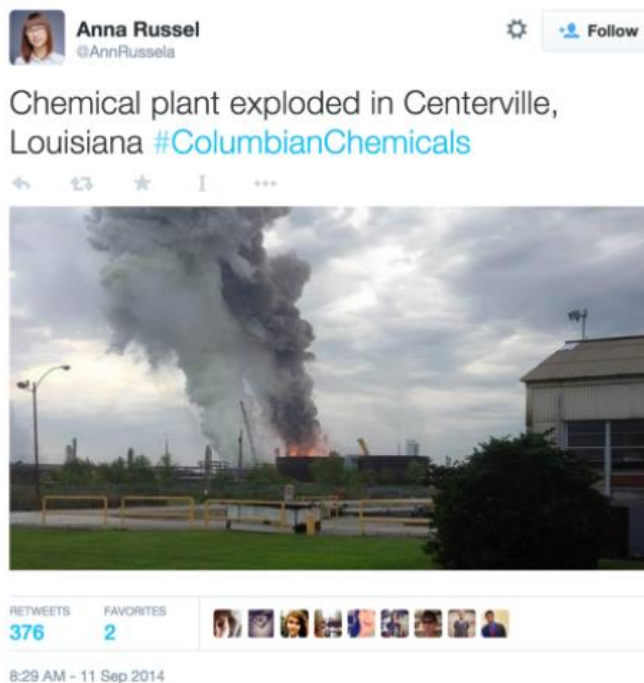 Anna Russel
@AnnRussela
Follow
Chemical plant exploded in Centerville,
Louisiana #ColumbianChemicals
RETWEETS
376
FAVORITES
2
8:29 AM - 11 Sep 2014